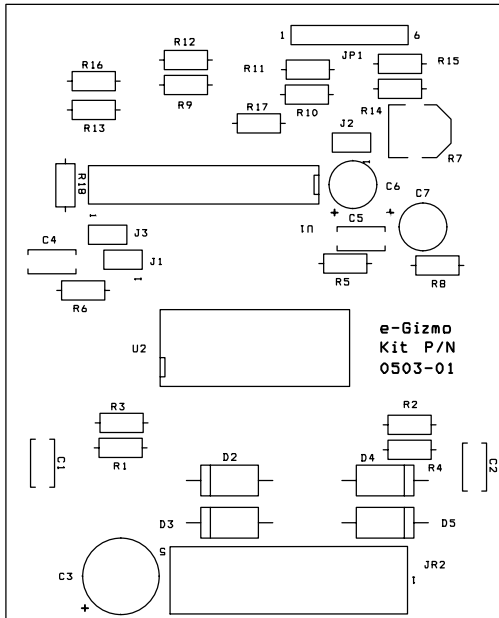 R12
1
6
JP1
R16
R11
R15
R9
R13
R10
R14
R17
J2
1
R7
R18
C6
C7
1
+
+
J3
U1
C5
C4
J1
1
R5
R8
R6
U2
e-Gizmo
Kit P/N
0503-01
R3
R2
R1
C1
R4
C2
D2
D4
D3
D5
5
C3
JR2
1
+